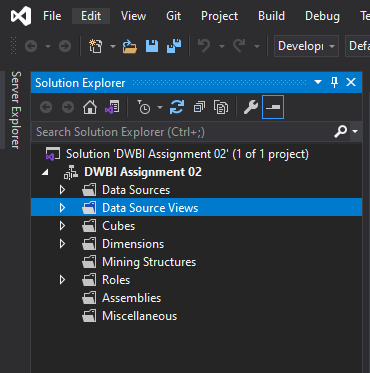 File Edit View Git Project Build Debug Te
Develop Defa
Server Explorer
Solution Explorer
Search Solution Explorer (Ctrl+;)
Solution 'DWBI Assignment 02' (1 of 1 project)
DWBI Assignment 02
Data Sources
Data Source Views
Cubes
Dimensions
Mining Structures
Roles
Assemblies
Miscellaneous